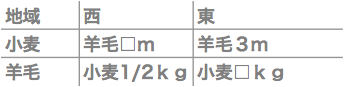 地域 西 東
小麦 羊毛□m 羊毛3m
羊毛 小麦1/2kg 小麦□kg